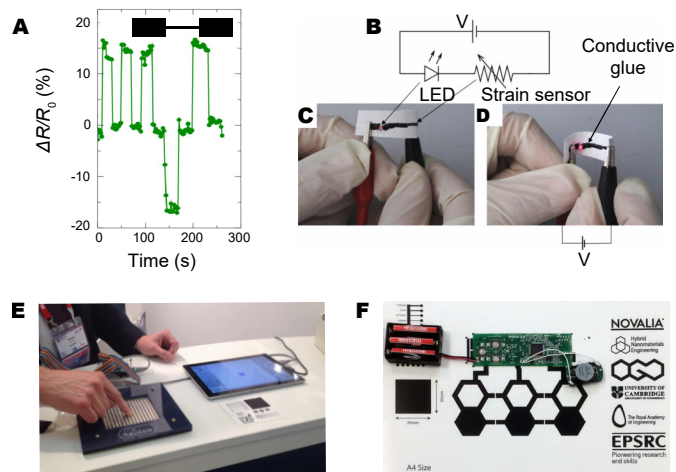 A
20
10
0
-10
-20
ΔR/R0 (%)
0
100
200
300
Time (s)
B
V
LED
Strain sensor
Conductive
glue
C
D
V
E
F
NOVALIA
Hybrid
Nanomaterials
Engineering
UNIVERSITY OF
CAMBRIDGE
The Royal Academy
of Engineering
EPSRC
Pioneering research
and skills
A4 Size